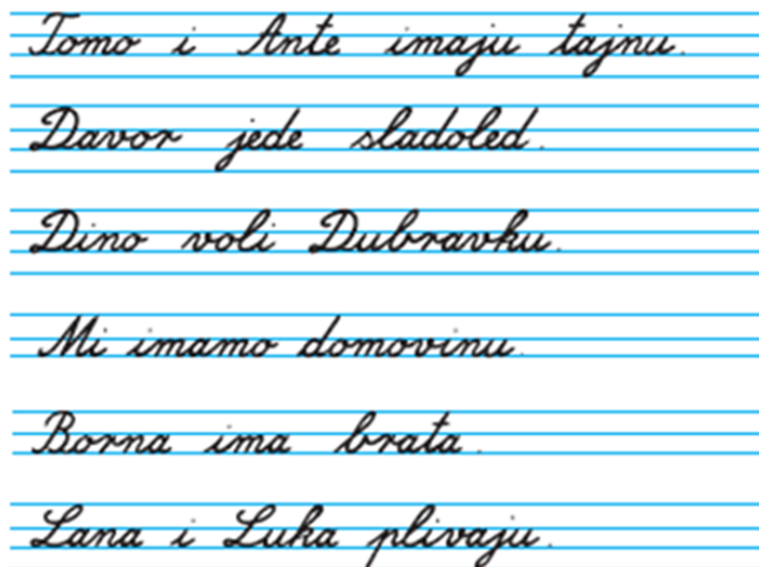 Tomo i Ante imaju tajnu.
Davor jede sladoled.
Dino voli Dubravku.
Mi imamo domovinu.
Borna ima brata.
Lana i Luka plivaju.